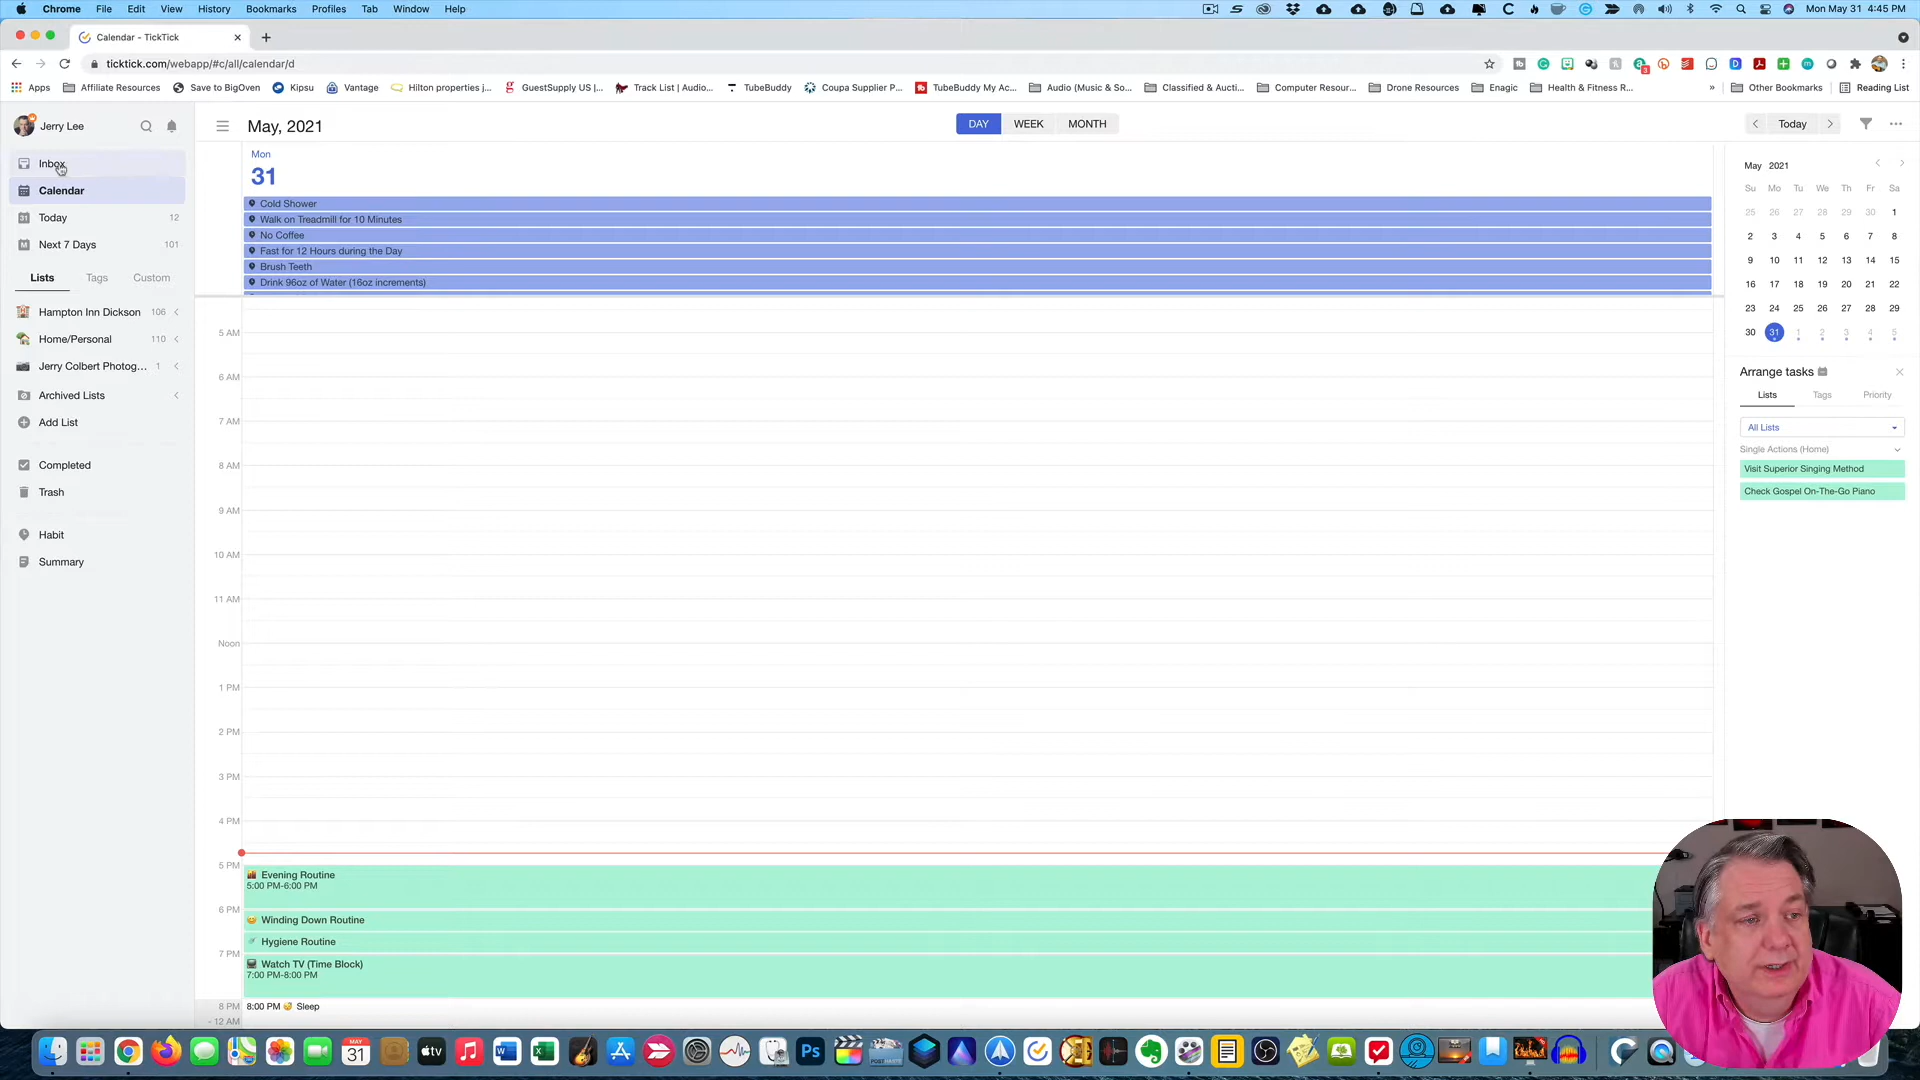 Chrome File Edit View History Bookmarks Profiles Tab Window Help Mon May 31 4:45 PM
Calendar - TickTick
ticktick.com/webapp/#c/all/calendar/d
Apps Affiliate Resources Save to BigOven Kipsu Vantage Hilton properties j... GuestSupply US |... Track List | Audio... TubeBuddy Coupa Supplier P... TubeBuddy My Ac... Audio (Music & So... Classified & Aucti... Computer Resour... Drone Resources Enagic Health & Fitness R... » Other Bookmarks Reading List
Jerry Lee
Inbox
Calendar
Today 12
Next 7 Days 101
Lists Tags Custom
Hampton Inn Dickson 106
Home/Personal 110
Jerry Colbert Photog... 1
Archived Lists
Add List
Completed
Trash
Habit
Summary
May, 2021
DAY WEEK MONTH
Today
Mon
31
Cold Shower
Walk on Treadmill for 10 Minutes
No Coffee
Fast for 12 Hours during the Day
Brush Teeth
Drink 96oz of Water (16oz increments)
5 AM
6 AM
7 AM
8 AM
9 AM
10 AM
11 AM
Noon
1 PM
2 PM
3 PM
4 PM
5 PM
Evening Routine
5:00 PM-6:00 PM
6 PM
Winding Down Routine
Hygiene Routine
7 PM
Watch TV (Time Block)
7:00 PM-8:00 PM
8 PM 8:00 PM Sleep
- 12 AM
May 2021
Su Mo Tu We Th Fr Sa
25 26 27 28 29 30 1
2 3 4 5 6 7 8
9 10 11 12 13 14 15
16 17 18 19 20 21 22
23 24 25 26 27 28 29
30 31 1 2 3 4 5
Arrange tasks
Lists Tags Priority
All Lists
Single Actions (Home)
Visit Superior Singing Method
Check Gospel On-The-Go Piano
MAY
31
tv
Ps